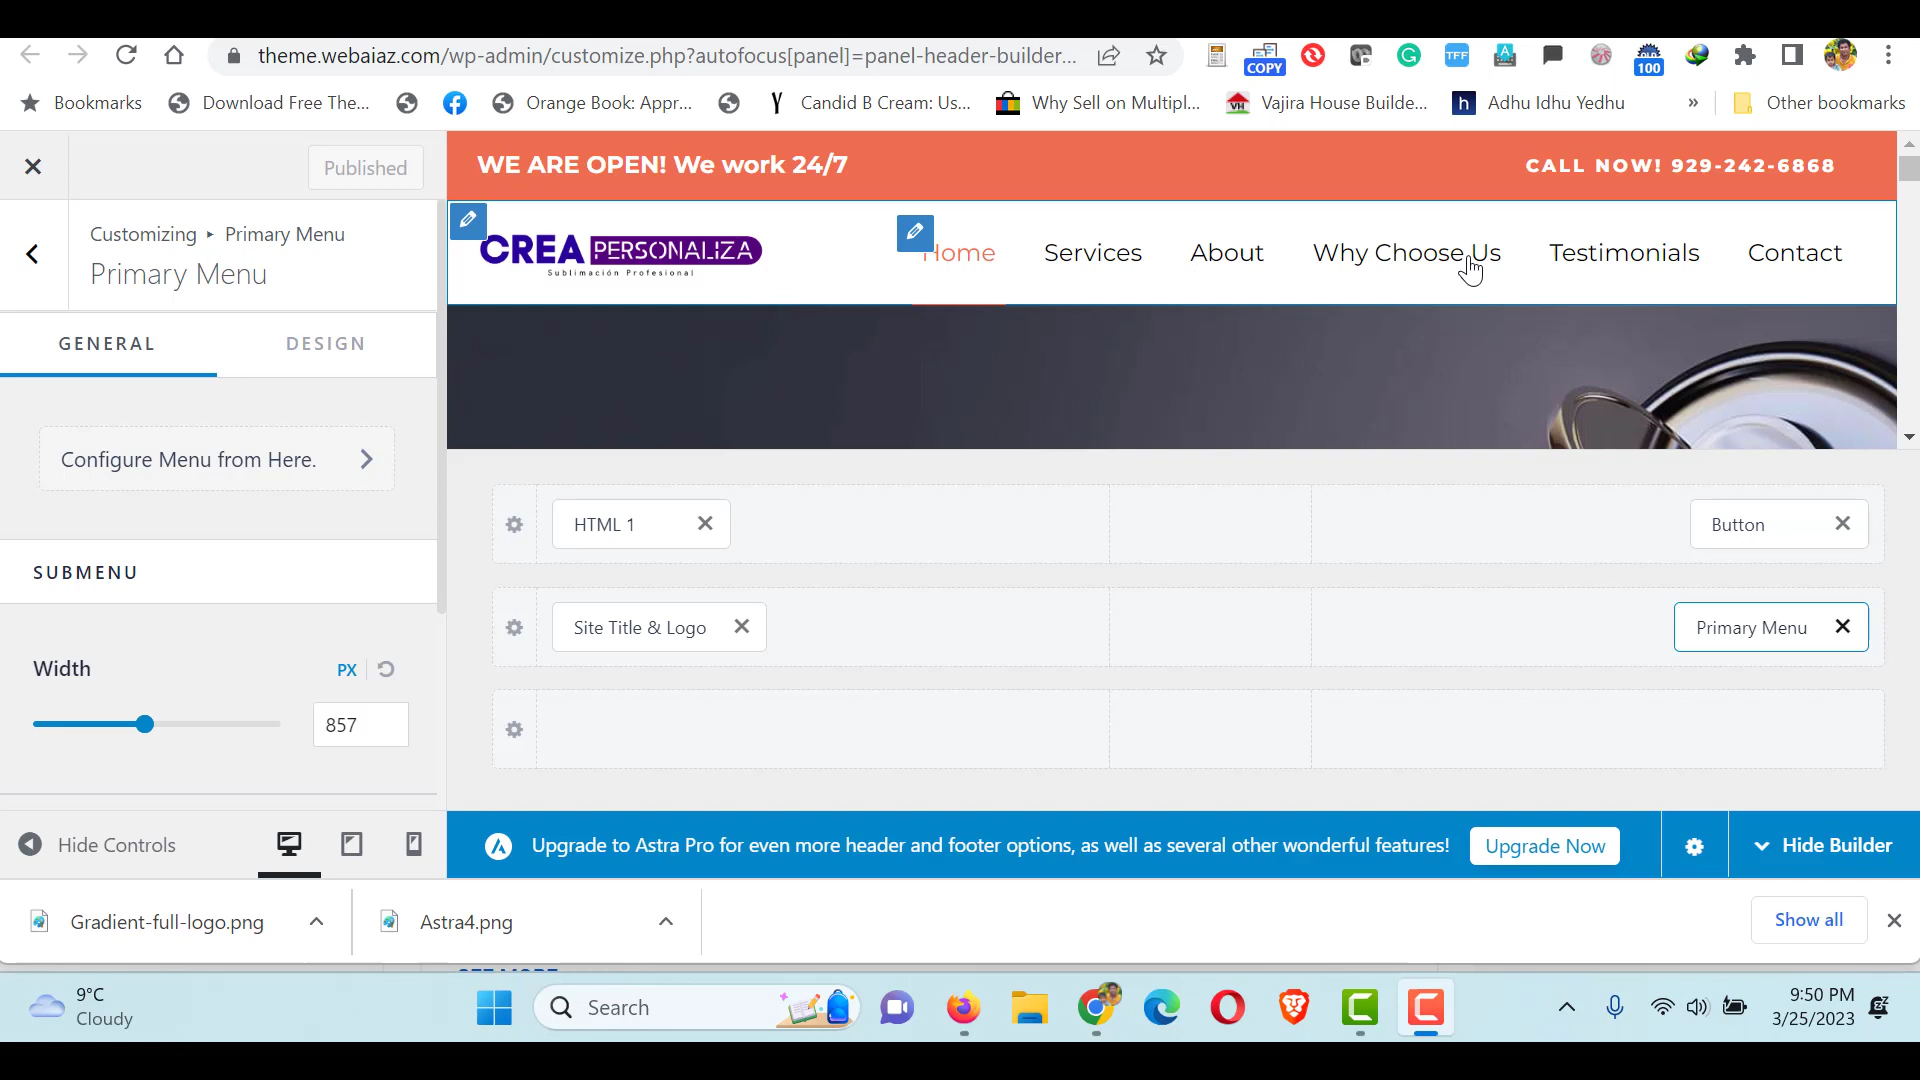 theme.webaiaz.com/wp-admin/customize.php?autofocus[panel]=panel-header-builder...
COPY
TFF
A
OLD
100
Bookmarks
Download Free The...
Orange Book: Appr...
Y
Candid B Cream: Us...
Why Sell on Multipl...
VH
Vajira House Builde...
h
Adhu Idhu Yedhu
»
Other bookmarks
Published
WE ARE OPEN! We work 24/7
CALL NOW! 929-242-6868
Customizing ▸ Primary Menu
Primary Menu
CREA PERSONALIZA
Sublimación Profesional
Home
Services
About
Why Choose Us
Testimonials
Contact
GENERAL
DESIGN
Configure Menu from Here.
SUBMENU
Width
PX
857
HTML 1
Button
Site Title & Logo
Primary Menu
Hide Controls
Upgrade to Astra Pro for even more header and footer options, as well as several other wonderful features!
Upgrade Now
Hide Builder
Gradient-full-logo.png
Astra4.png
Show all
9°C
Cloudy
Search
9:50 PM
3/25/2023